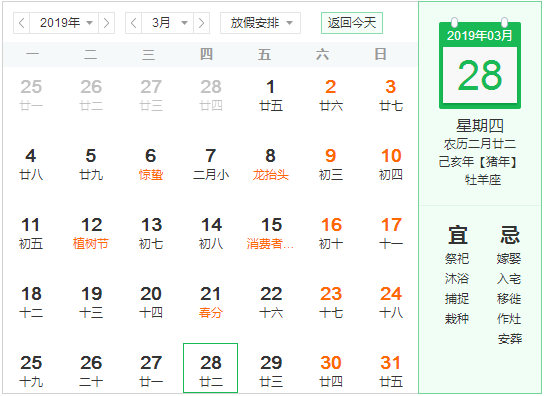 2019年 3月 放假安排 返回今天
一 二 三 四 五 六 日
25 26 27 28 1 2 3
廿一 廿二 廿三 廿四 廿五 廿六 廿七
4 5 6 7 8 9 10
廿八 廿九 惊蛰 二月小 龙抬头 初三 初四
11 12 13 14 15 16 17
初五 植树节 初七 初八 消费者... 初十 十一
18 19 20 21 22 23 24
十二 十三 十四 春分 十六 十七 十八
25 26 27 28 29 30 31
十九 二十 廿一 廿二 廿三 廿四 廿五
2019年03月
28
星期四
农历二月廿二
己亥年【猪年】
牡羊座
宜 忌
祭祀 嫁娶
沐浴 入宅
捕捉 移徙
栽种 作灶
安葬